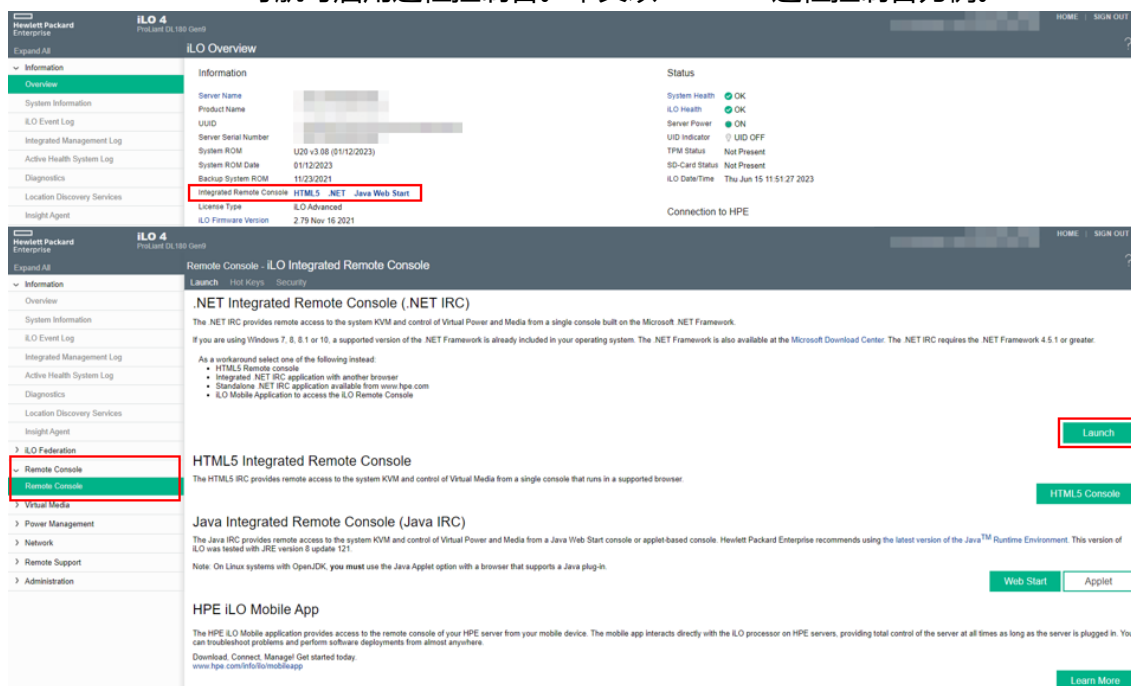 Hewlett Packard
Enterprise
iLO 4
ProLiant DL180 Gen9
HOME | SIGN OUT
Expand All
iLO Overview
?
Information
Overview
System Information
iLO Event Log
Integrated Management Log
Active Health System Log
Diagnostics
Location Discovery Services
Insight Agent
Information
Server Name
Product Name
UUID
Server Serial Number
System ROM U20 v3.08 (01/12/2023)
System ROM Date 01/12/2023
Backup System ROM 11/23/2021
Integrated Remote Console HTML5 .NET Java Web Start
License Type iLO Advanced
iLO Firmware Version 2.79 Nov 16 2021
Status
System Health OK
iLO Health OK
Server Power ON
UID Indicator UID OFF
TPM Status Not Present
SD-Card Status Not Present
iLO Date/Time Thu Jun 15 11:51:27 2023
Connection to HPE
Hewlett Packard
Enterprise
iLO 4
ProLiant DL180 Gen9
HOME | SIGN OUT
Expand All
Remote Console - iLO Integrated Remote Console
?
Launch Hot Keys Security
Information
Overview
System Information
iLO Event Log
Integrated Management Log
Active Health System Log
Diagnostics
Location Discovery Services
Insight Agent
iLO Federation
Remote Console
Remote Console
Virtual Media
Power Management
Network
Remote Support
Administration
.NET Integrated Remote Console (.NET IRC)
The .NET IRC provides remote access to the system KVM and control of Virtual Power and Media from a single console built on the Microsoft .NET Framework.
If you are using Windows 7, 8, 8.1 or 10, a supported version of the .NET Framework is already included in your operating system. The .NET Framework is also available at the Microsoft Download Center. The .NET IRC requires the .NET Framework 4.5.1 or greater.
As a workaround select one of the following instead:
• HTML5 Remote console
• Integrated .NET IRC application with another browser
• Standalone .NET IRC application available from www.hpe.com
• iLO Mobile Application to access the iLO Remote Console
Launch
HTML5 Integrated Remote Console
The HTML5 IRC provides remote access to the system KVM and control of Virtual Media from a single console that runs in a supported browser.
HTML5 Console
Java Integrated Remote Console (Java IRC)
The Java IRC provides remote access to the system KVM and control of Virtual Power and Media from a Java Web Start console or applet-based console. Hewlett Packard Enterprise recommends using the latest version of the Java™ Runtime Environment. This version of
iLO was tested with JRE version 8 update 121.
Note: On Linux systems with OpenJDK, you must use the Java Applet option with a browser that supports a Java plug-in.
Web Start Applet
HPE iLO Mobile App
The HPE iLO Mobile application provides access to the remote console of your HPE server from your mobile device. The mobile app interacts directly with the iLO processor on HPE servers, providing total control of the server at all times as long as the server is plugged in. You
can troubleshoot problems and perform software deployments from almost anywhere.
Download, Connect, Manage! Get started today.
www.hpe.com/info/ilo/mobileapp
Learn More